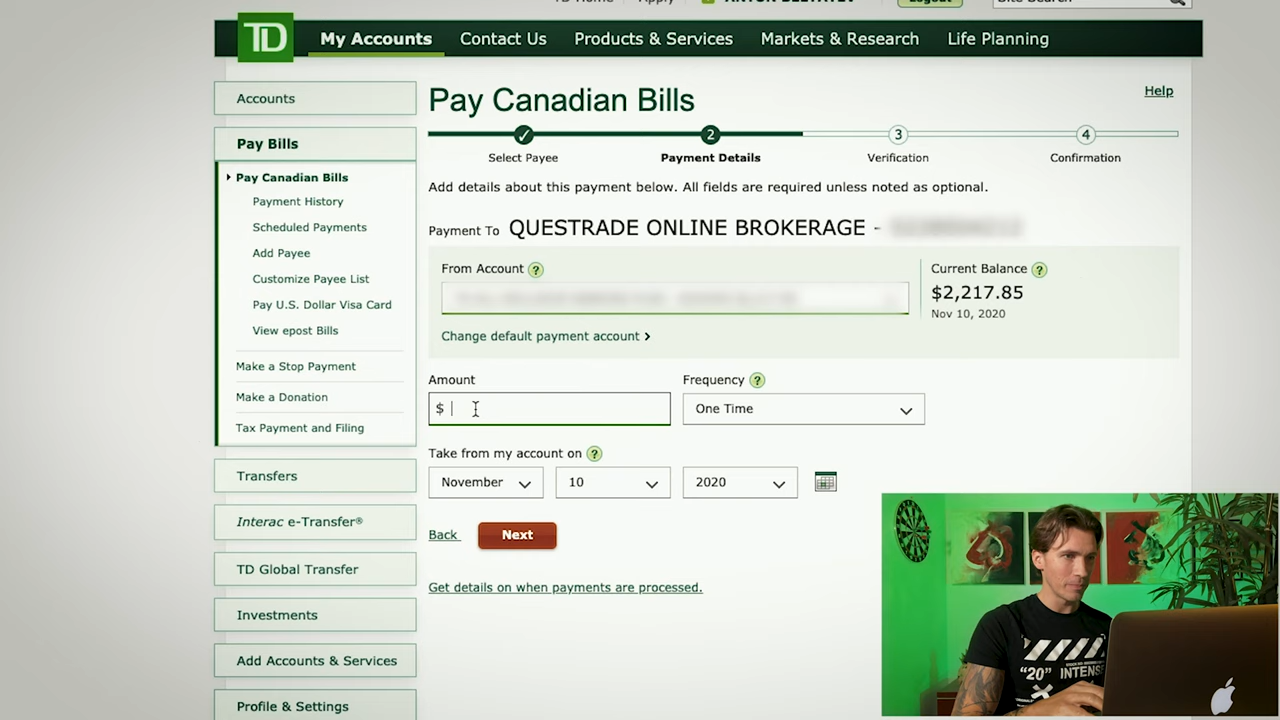 TD
My Accounts Contact Us Products & Services Markets & Research Life Planning
Accounts
Pay Bills
Pay Canadian Bills
Payment History
Scheduled Payments
Add Payee
Customize Payee List
Pay U.S. Dollar Visa Card
View epost Bills
Make a Stop Payment
Make a Donation
Tax Payment and Filing
Transfers
Interac e-Transfer®
TD Global Transfer
Investments
Add Accounts & Services
Profile & Settings
Pay Canadian Bills
Help
✓ 2 3 4
Select Payee Payment Details Verification Confirmation
Add details about this payment below. All fields are required unless noted as optional.
Payment To QUESTRADE ONLINE BROKERAGE -
From Account ?
Change default payment account
Current Balance ?
$2,217.85
Nov 10, 2020
Amount
$
Frequency ?
One Time
Take from my account on ?
November 10 2020
Back Next
Get details on when payments are processed.
"20" INTENSE